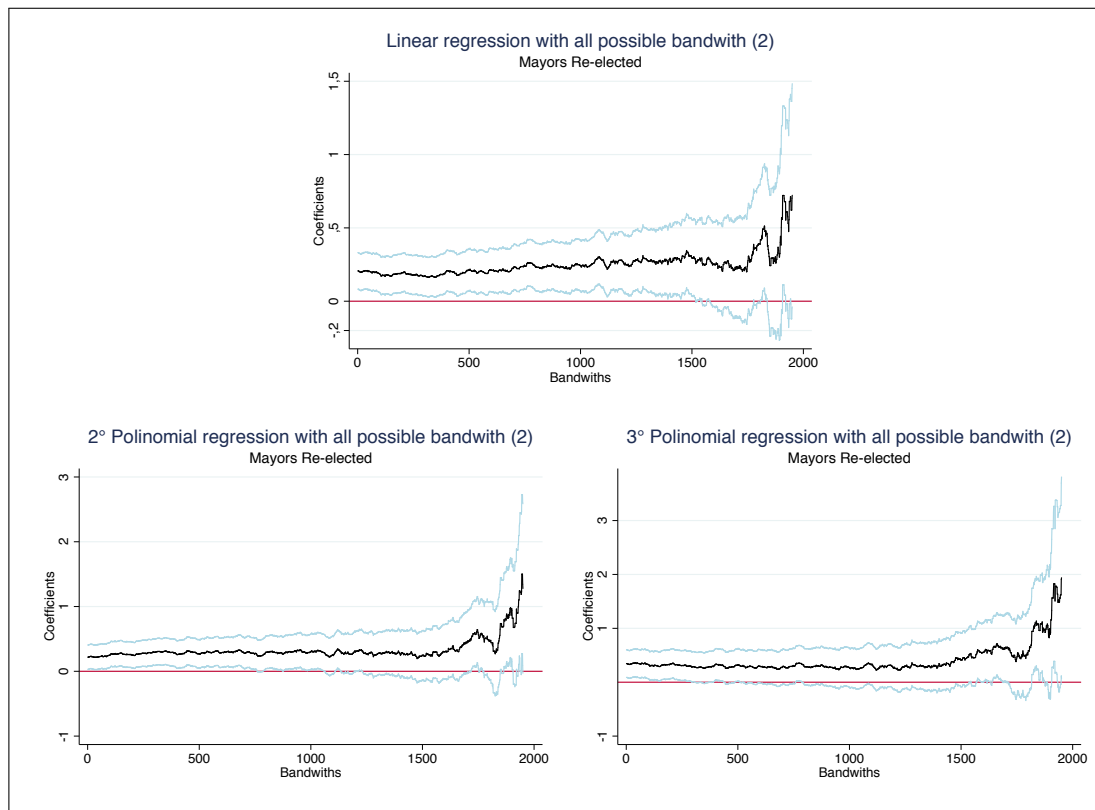 Linear regression with all possible bandwith (2)
Mayors Re-elected
Coefficients
1,5
1
,5
0
-,2
0 500 1000 1500 2000
Bandwiths
2° Polinomial regression with all possible bandwith (2)
Mayors Re-elected
Coefficients
3
2
1
0
-1
0 500 1000 1500 2000
Bandwiths
3° Polinomial regression with all possible bandwith (2)
Mayors Re-elected
Coefficients
3
2
1
-1
0 500 1000 1500 2000
Bandwiths